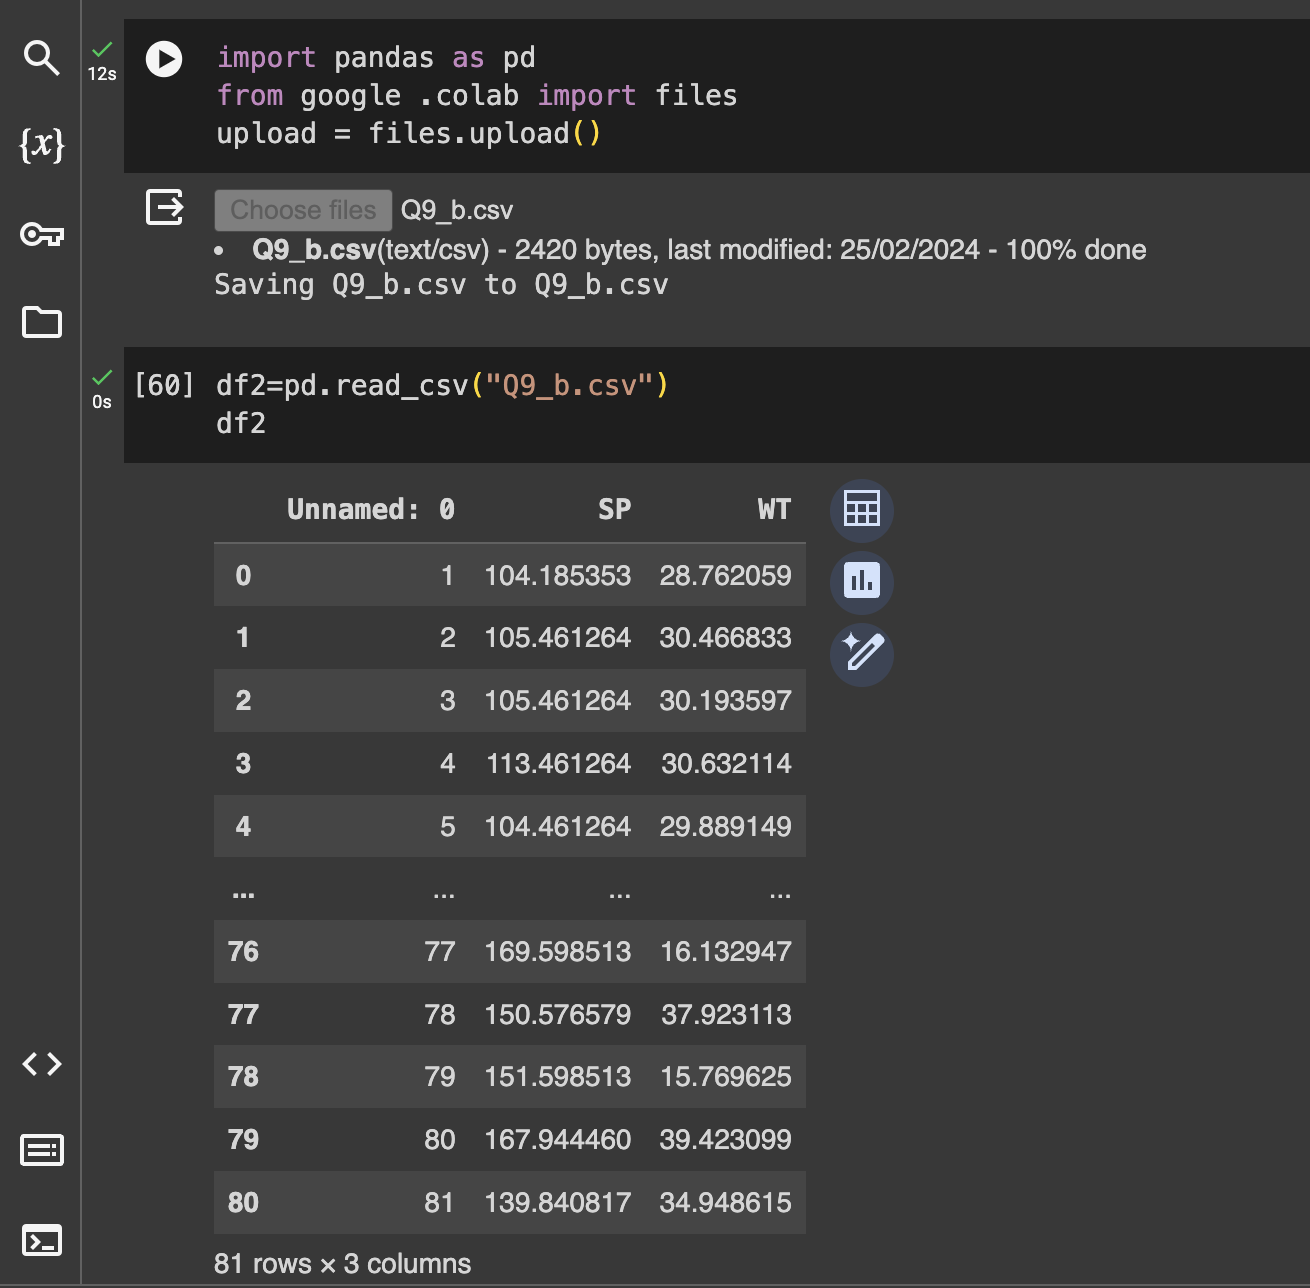 12s
import pandas as pd
from google .colab import files
upload = files.upload()
{x}
Choose files Q9_b.csv
• Q9_b.csv(text/csv) - 2420 bytes, last modified: 25/02/2024 - 100% done
Saving Q9_b.csv to Q9_b.csv
0s
[60] df2=pd.read_csv("Q9_b.csv")
df2
Unnamed: 0 SP WT
0 1 104.185353 28.762059
1 2 105.461264 30.466833
2 3 105.461264 30.193597
3 4 113.461264 30.632114
4 5 104.461264 29.889149
... ... ... ...
76 77 169.598513 16.132947
77 78 150.576579 37.923113
78 79 151.598513 15.769625
79 80 167.944460 39.423099
80 81 139.840817 34.948615
81 rows × 3 columns